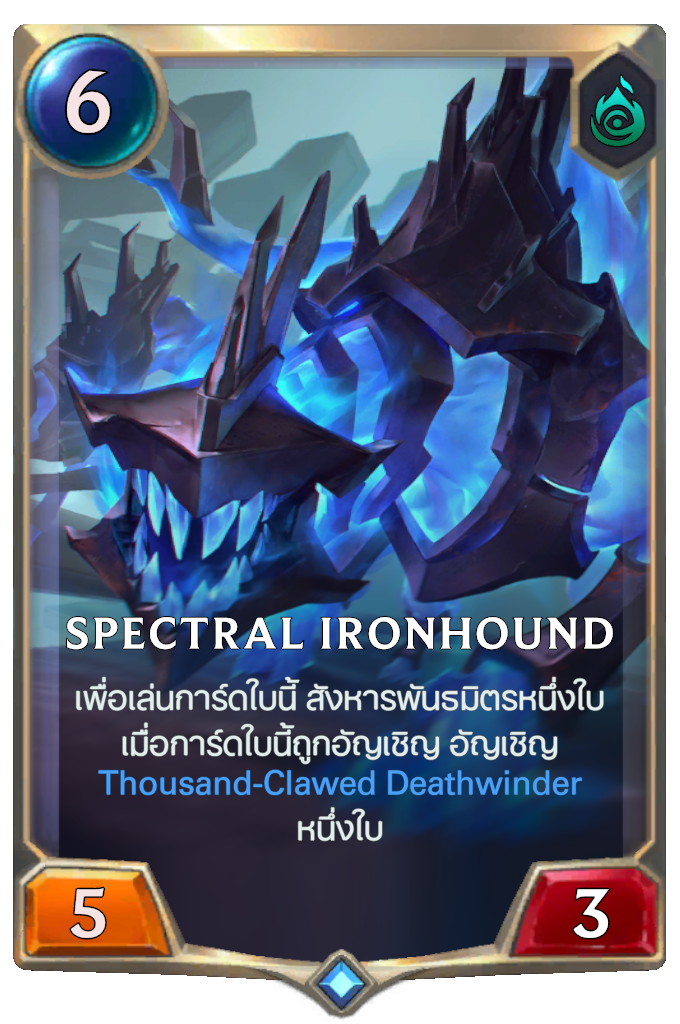 6
SPECTRAL IRONHOUND
เพื่อเล่นการ์ดใบนี้ สังหารพันธมิตรหนึ่งใบ
เมื่อการ์ดใบนี้ถูกอัญเชิญ อัญเชิญ
Thousand-Clawed Deathwinder
หนึ่งใบ
5
3